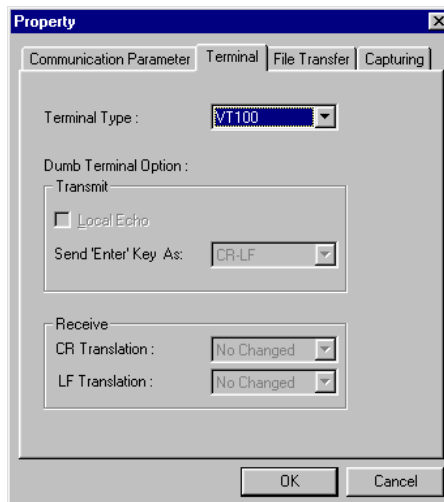 Property
Communication Parameter Terminal File Transfer Capturing
Terminal Type : VT100
Dumb Terminal Option :
Transmit
Local Echo
Send 'Enter' Key As: CR-LF
Receive
CR Translation : No Changed
LF Translation : No Changed
OK Cancel